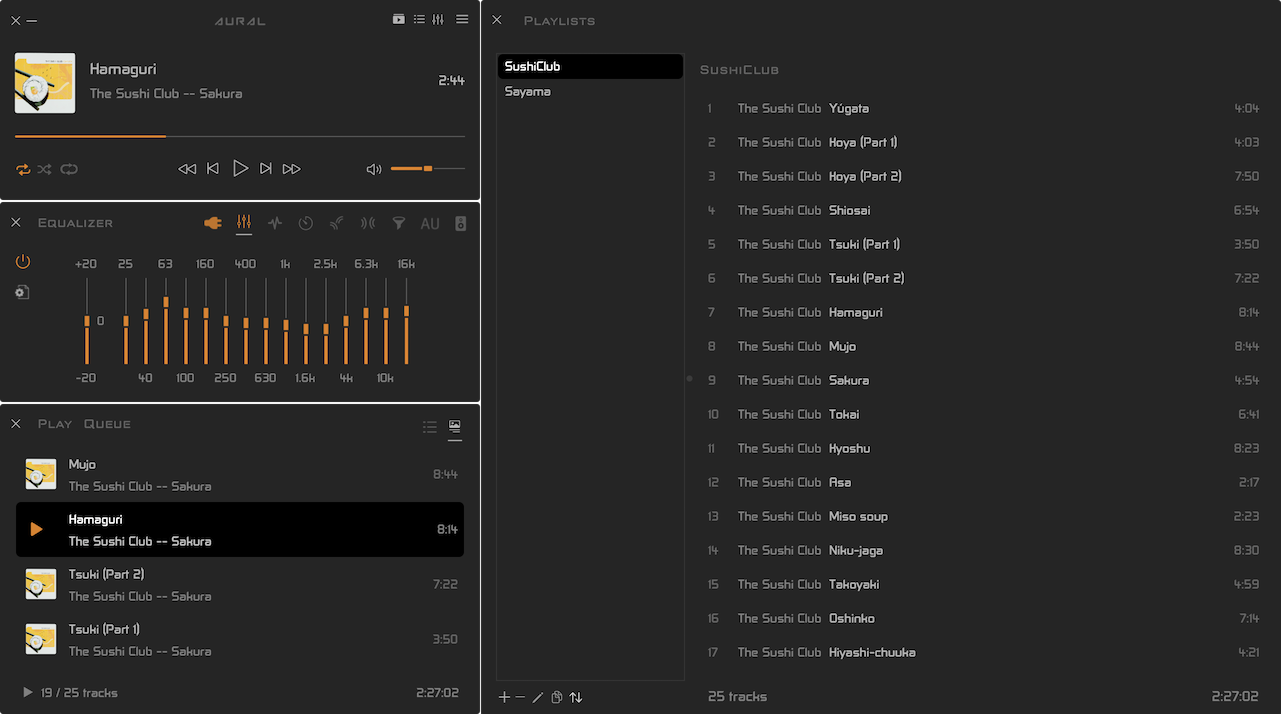 AURAL
Hamaguri
The Sushi Club -- Sakura
2:44
Equalizer
AU
+20 25 63 160 400 1k 2.5k 6.3k 16k
0
-20 40 100 250 630 1.6k 4k 10k
Play Queue
Mujo
The Sushi Club -- Sakura
8:44
Hamaguri
The Sushi Club -- Sakura
8:14
Tsuki (Part 2)
The Sushi Club -- Sakura
7:22
Tsuki (Part 1)
The Sushi Club -- Sakura
3:50
19 / 25 tracks 2:27:02
Playlists
SushiClub
Sayama
SushiClub
1 The Sushi Club Yúgata 4:04
2 The Sushi Club Hoya (Part 1) 4:03
3 The Sushi Club Hoya (Part 2) 7:50
4 The Sushi Club Shiosai 6:54
5 The Sushi Club Tsuki (Part 1) 3:50
6 The Sushi Club Tsuki (Part 2) 7:22
7 The Sushi Club Hamaguri 8:14
8 The Sushi Club Mujo 8:44
9 The Sushi Club Sakura 4:54
10 The Sushi Club Tokai 6:41
11 The Sushi Club Kyoshu 8:23
12 The Sushi Club Asa 2:17
13 The Sushi Club Miso soup 2:23
14 The Sushi Club Niku-jaga 8:30
15 The Sushi Club Takoyaki 4:59
16 The Sushi Club Oshinko 7:14
17 The Sushi Club Hiyashi-chuuka 4:21
25 tracks 2:27:02